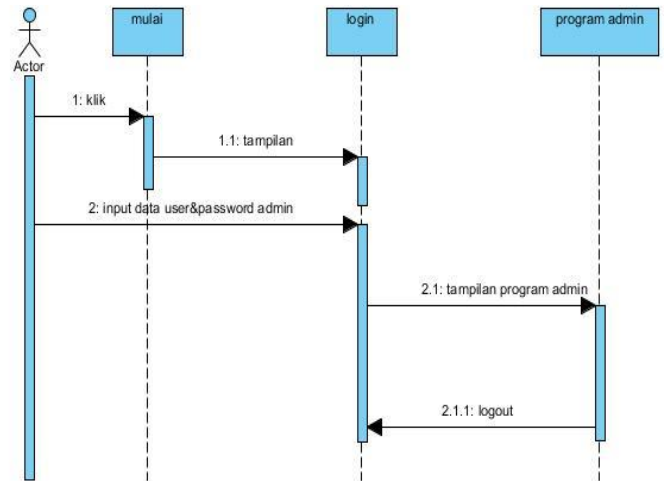 mulai
login
program admin
Actor
1: klik
1.1: tampilan
2: input data user&password admin
2.1: tampilan program admin
2.1.1: logout